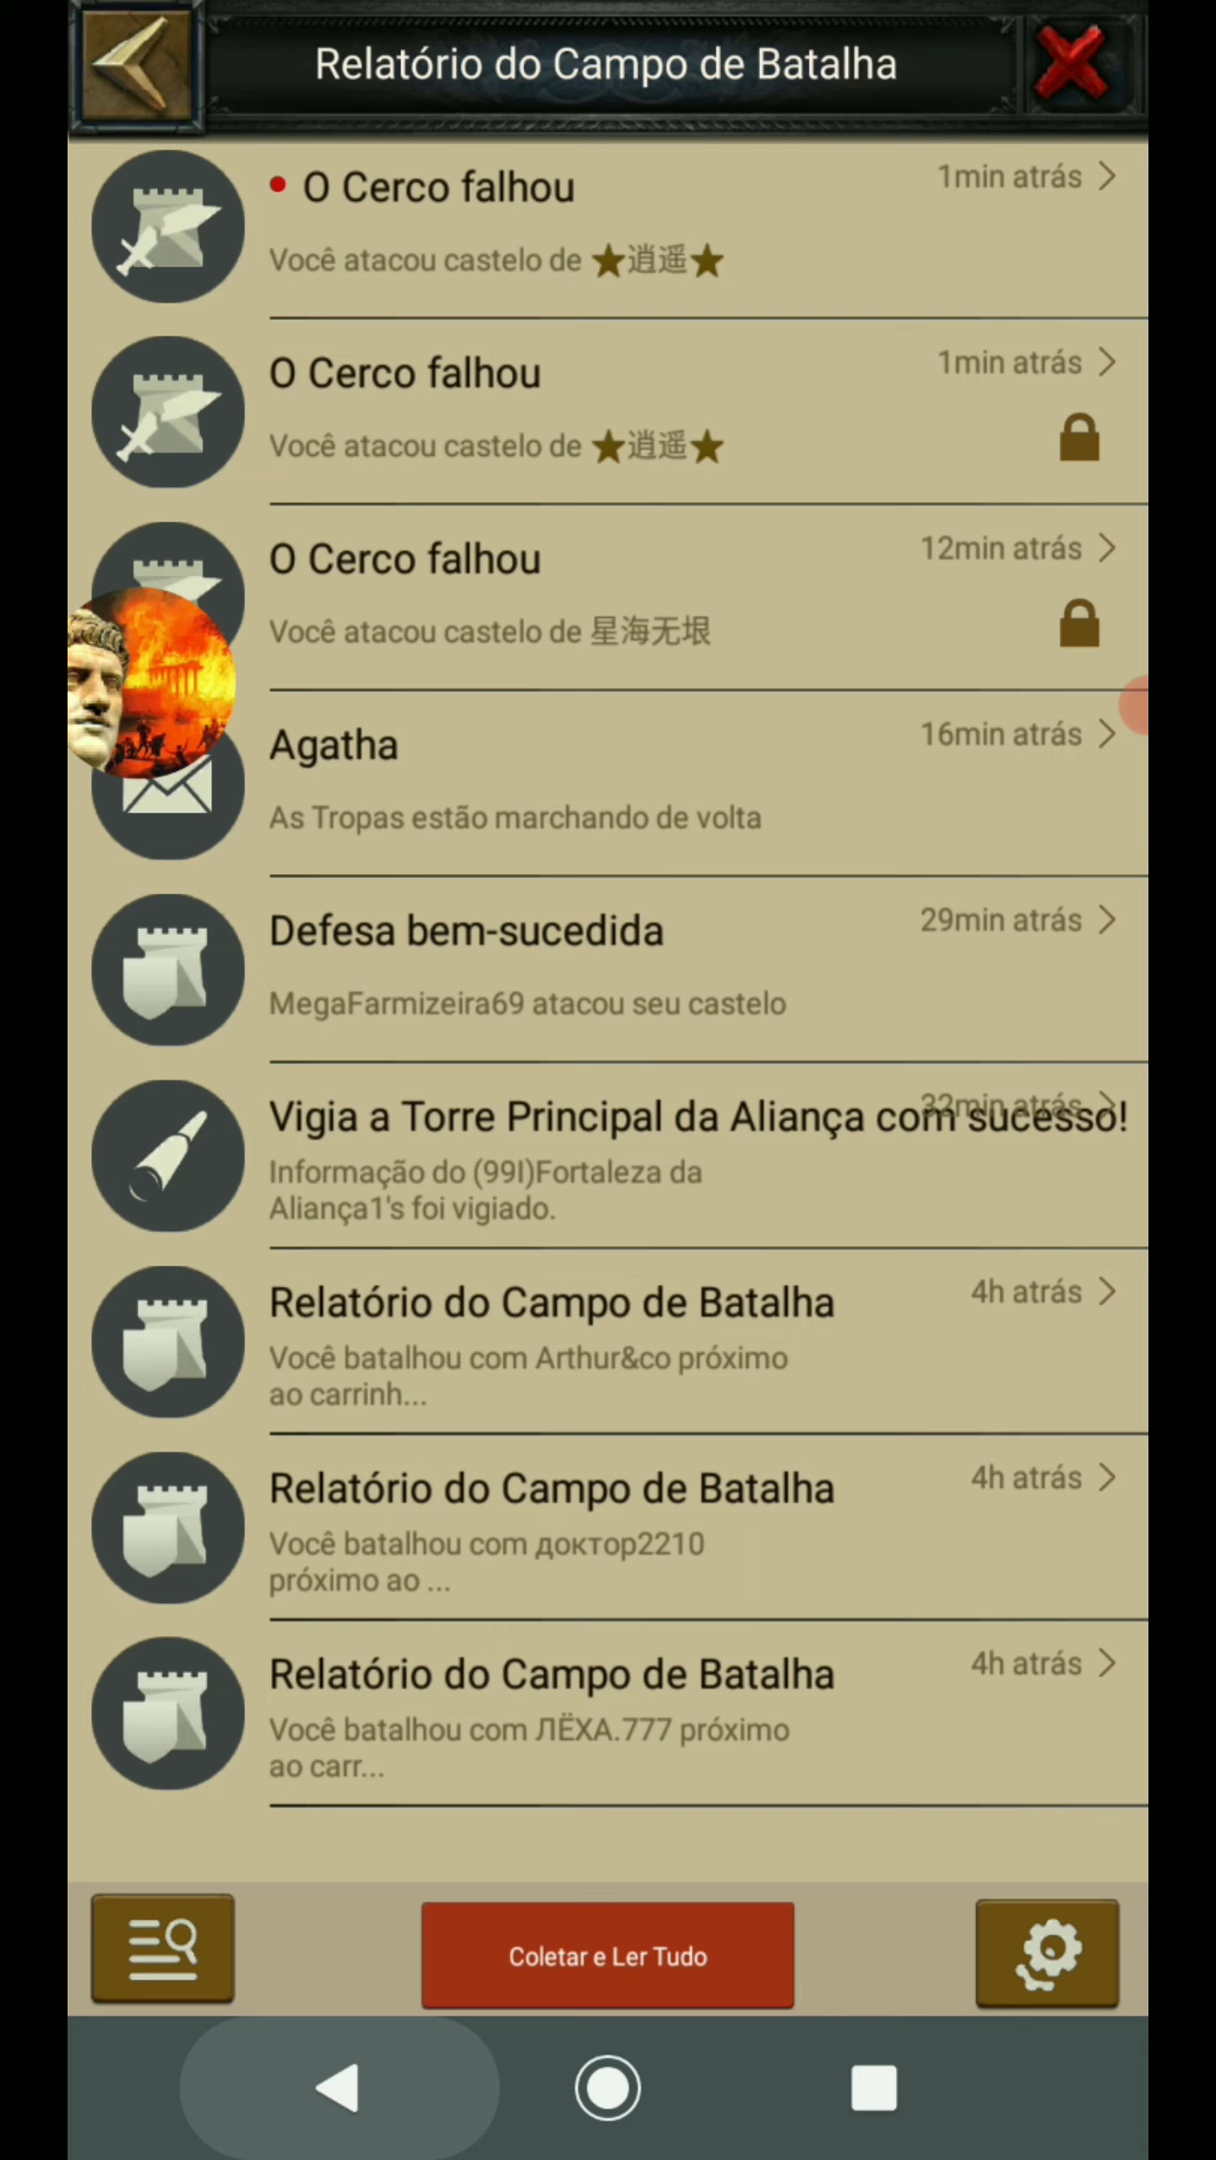 Relatório do Campo de Batalha
O Cerco falhou
1min atrás
Você atacou castelo de ★逍遥★
O Cerco falhou
1min atrás
Você atacou castelo de ★逍遥★
O Cerco falhou
12min atrás
Você atacou castelo de 星海无垠
Agatha
16min atrás
As Tropas estão marchando de volta
Defesa bem-sucedida
29min atrás
MegaFarmizeira69 atacou seu castelo
32min atrás
Vigia a Torre Principal da Aliança com sucesso!
Informação do (99I)Fortaleza da
Aliança1's foi vigiado.
Relatório do Campo de Batalha
4h atrás
Você batalhou com Arthur&co próximo
ao carrinh...
Relatório do Campo de Batalha
4h atrás
Você batalhou com доктор2210
próximo ao ...
Relatório do Campo de Batalha
4h atrás
Você batalhou com ЛЁХА.777 próximo
ao carr...
Coletar e Ler Tudo